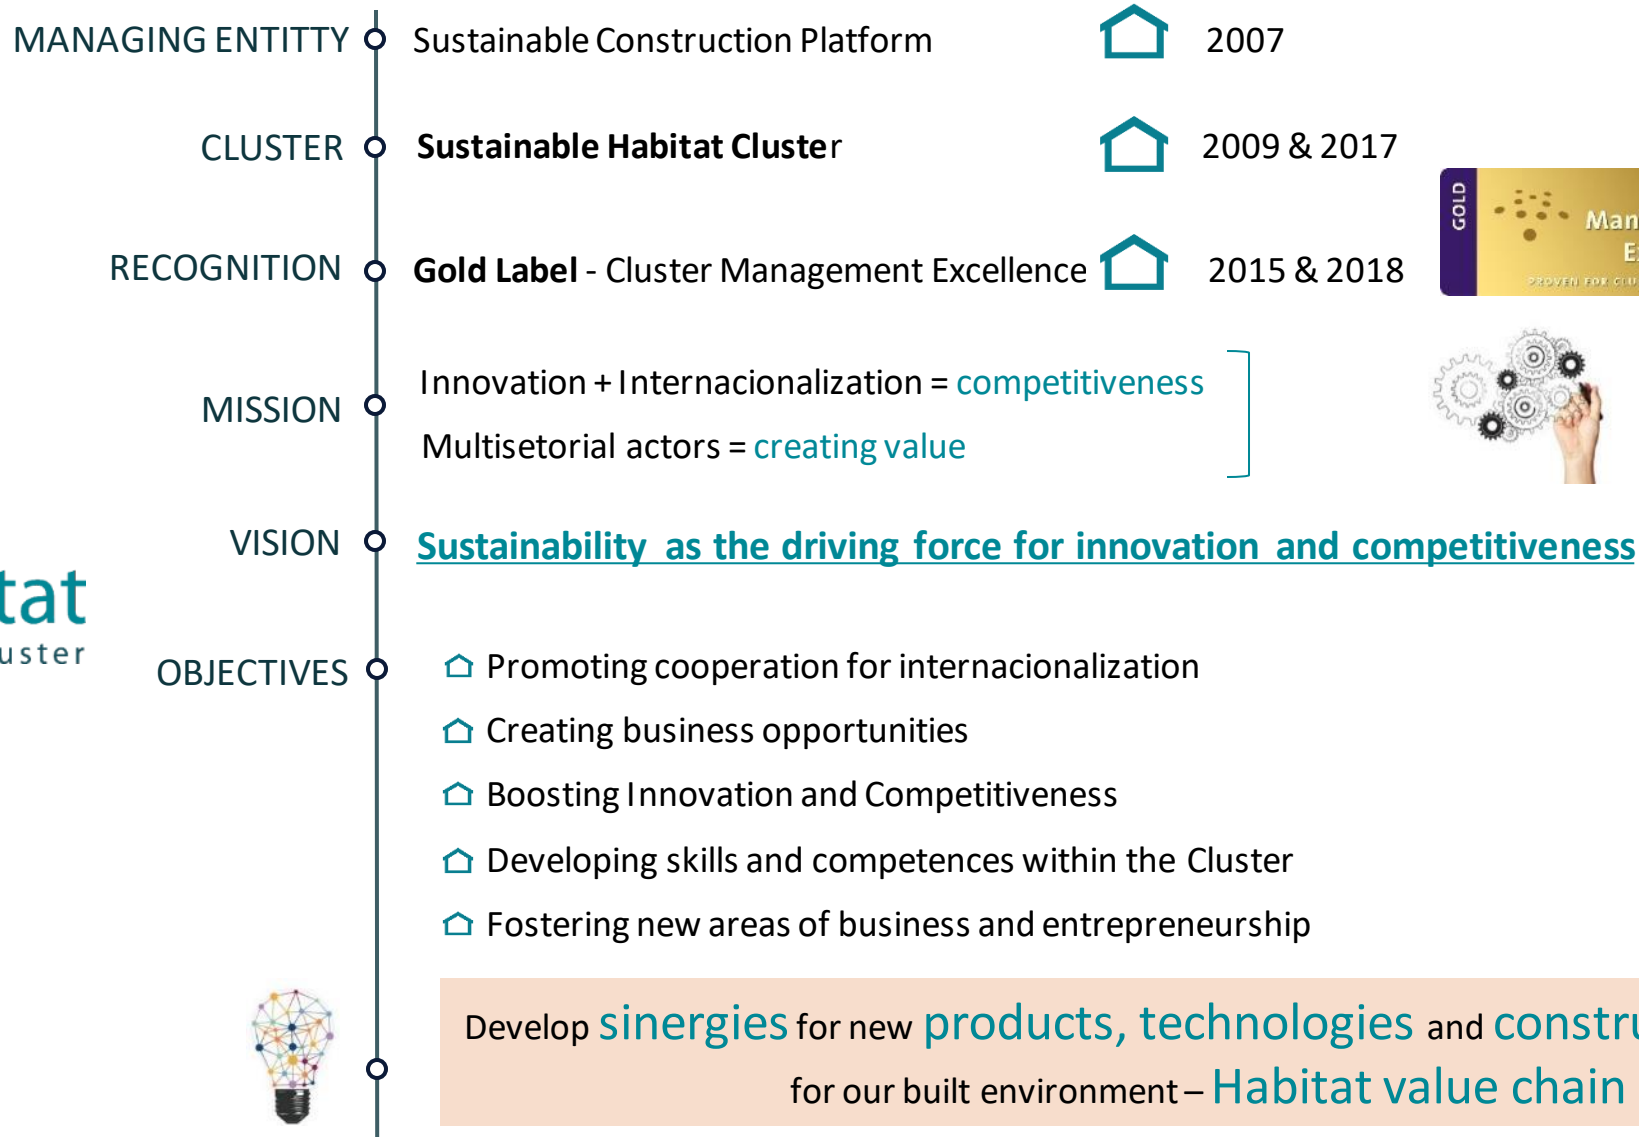 MANAGING ENTITTY Sustainable Construction Platform 2007
CLUSTER Sustainable Habitat Cluster 2009 & 2017
GOLD
RECOGNITION Gold Label - Cluster Management Excellence 2015 & 2018
PROVEN FOR
MISSION
Innovation + Internacionalization = competitiveness
Multisetorial actors = creating value
VISION Sustainability as the driving force for innovation and competitiveness
OBJECTIVES
Promoting cooperation for internacionalization
Creating business opportunities
Boosting Innovation and Competitiveness
Developing skills and competences within the Cluster
Fostering new areas of business and entrepreneurship
Develop sinergies for new products, technologies and
for our built environment – Habitat value chain